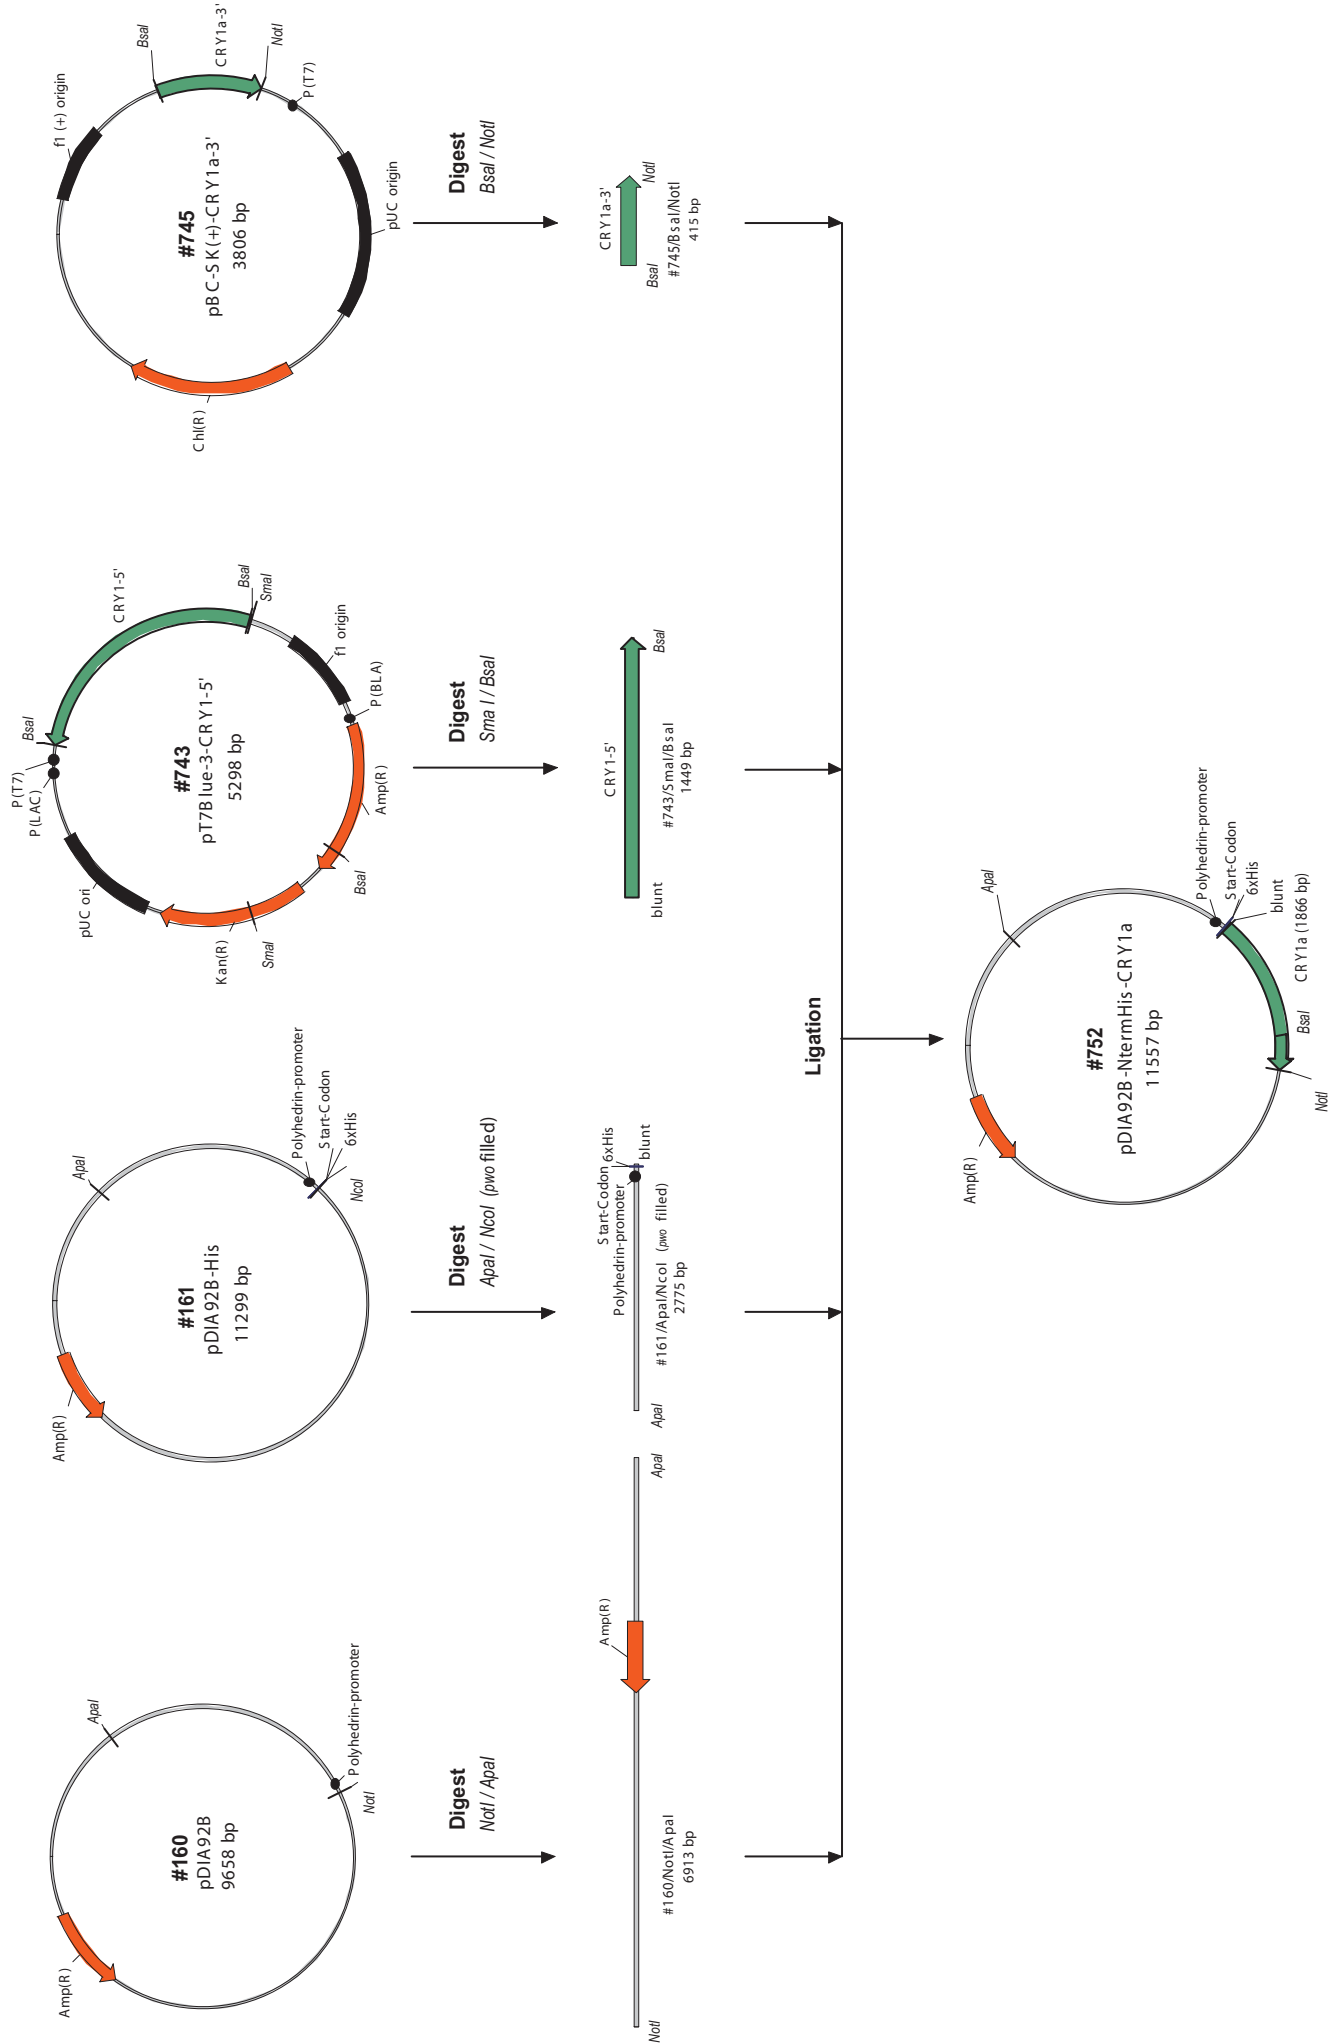 #160
pDIA92B
9658 bp
Amp(R)
ApaI
Polyhedrin-promoter
NotI
#161
pDIA92B-His
11299 bp
Amp(R)
ApaI
Polyhedrin-promoter
Start-Codon
6xHis
NcoI
#743
pT7Blue-3-CRY1-5'
5298 bp
P(LAC)
P(T7)
BsaI
CRY1-5'
BsaI
SmaI
f1 origin
P(BLA)
Amp(R)
BsaI
SmaI
Kan(R)
pUC ori
#745
pBC-SK(+)-CRY1a-3'
3806 bp
f1 (+) origin
BsaI
CRY1a-3'
NotI
P(T7)
pUC origin
Chl(R)
Digest
NotI / ApaI
Digest
ApaI / NcoI (pwo filled)
Digest
Sma I / BsaI
Digest
BsaI / NotI
NotI
Amp(R)
ApaI
#160/NotI/ApaI
6913 bp
ApaI
Polyhedrin-promoter
Start-Codon
6xHis
blunt
#161/ApaI/NcoI (pwo filled)
2775 bp
blunt
CRY1-5'
BsaI
#743/SmaI/BsaI
1449 bp
BsaI
CRY1a-3'
NotI
#745/BsaI/NotI
415 bp
Ligation
#752
pDIA92B-NtermHis-CRY1a
11557 bp
Amp(R)
ApaI
Polyhedrin-promoter
Start-Codon
6xHis
blunt
CRY1a (1866 bp)
BsaI
NotI